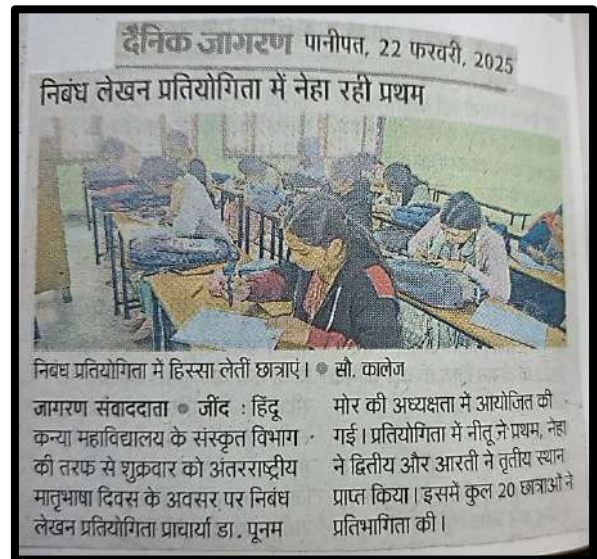 दैनिक जागरण पानीपत, 22 फरवरी, 2025
निबंध लेखन प्रतियोगिता में नेहा रही प्रथम
निबंध प्रतियोगिता में हिस्सा लेतीं छात्राएं। ● सौ. कालेज
जागरण संवाददाता ● जींद : हिंदू
कन्या महाविद्यालय के संस्कृत विभाग
की तरफ से शुक्रवार को अंतरराष्ट्रीय
मातृभाषा दिवस के अवसर पर निबंध
लेखन प्रतियोगिता प्राचार्या डा. पूनम
मोर की अध्यक्षता में आयोजित की
गई। प्रतियोगिता में नीतू ने प्रथम, नेहा
ने द्वितीय और आरती ने तृतीय स्थान
प्राप्त किया। इसमें कुल 20 छात्राओं ने
प्रतिभागिता की।